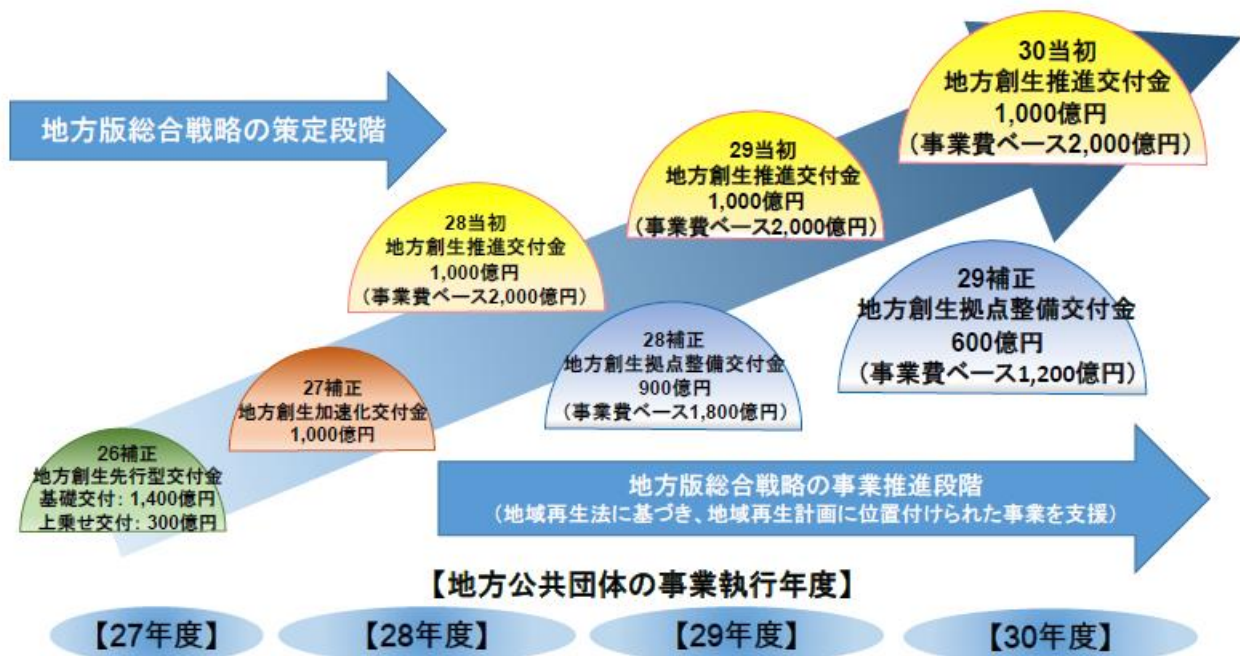 30当初
地方創生推進交付金
1,000億円
(事業費ベース2,000億円)
地方版総合戦略の策定段階
29当初
地方創生推進交付金
1,000億円
(事業費ベース2,000億円)
28当初
地方創生推進交付金
1,000億円
(事業費ベース2,000億円)
29補正
地方創生拠点整備交付金
600億円
(事業費ベース1,200億円)
28補正
地方創生拠点整備交付金
900億円
(事業費ベース1,800億円)
27補正
地方創生加速化交付金
1,000億円
26補正
地方創生先行型交付金
基礎交付:1,400億円
上乗せ交付:300億円
地方版総合戦略の事業推進段階
(地域再生法に基づき、地域再生計画に位置付けられた事業を支援)
【地方公共団体の事業執行年度】
【27年度】
【28年度】
【29年度】
【30年度】